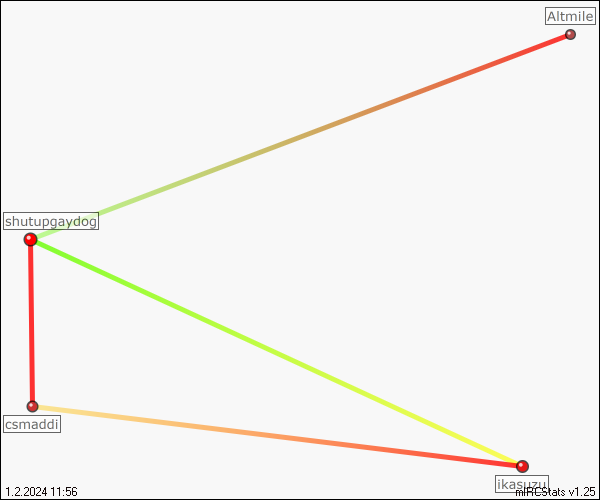 Altmile
shutupgaydog
csmaddi
ikasuzu
1.2.2024 11:56
mIRCStats v1.25